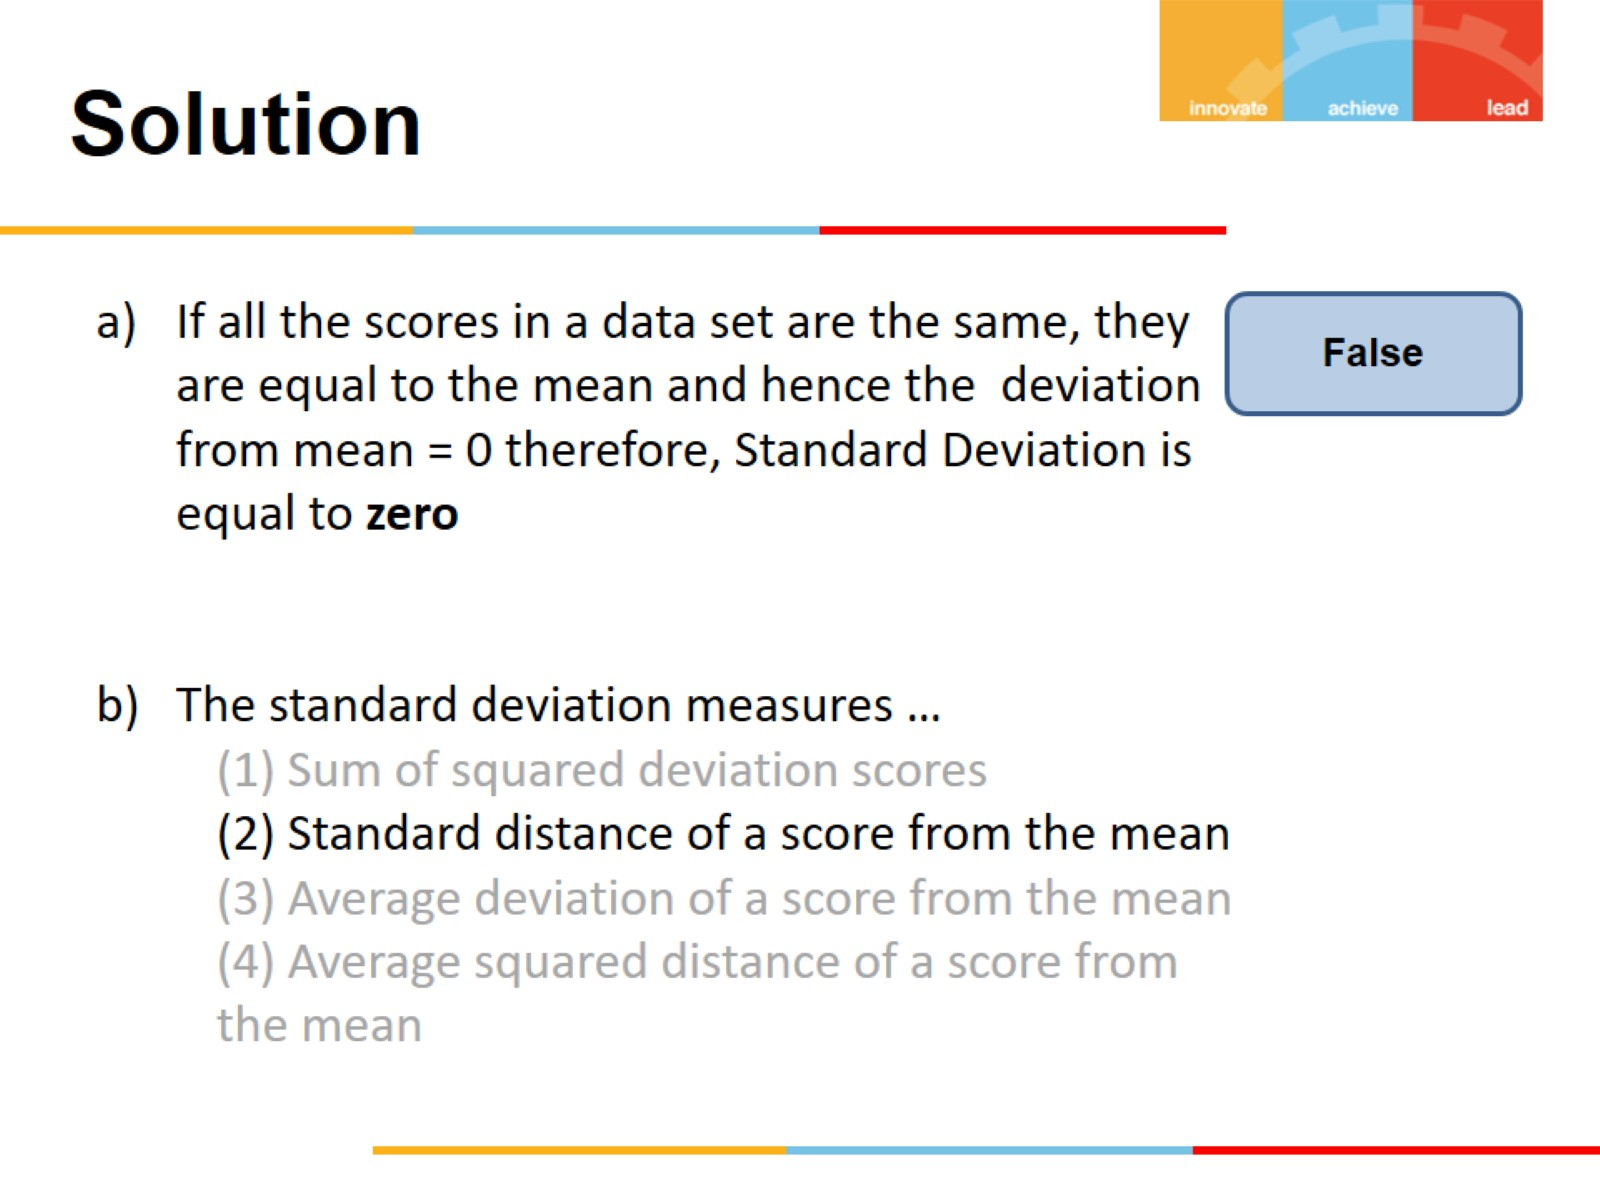 innovate achieve lead
Solution
a) If all the scores in a data set are the same, they
are equal to the mean and hence the deviation
from mean = 0 therefore, Standard Deviation is
equal to zero
False
b) The standard deviation measures ...
(1) Sum of squared deviation scores
(2) Standard distance of a score from the mean
(3) Average deviation of a score from the mean
(4) Average squared distance of a score from
the mean